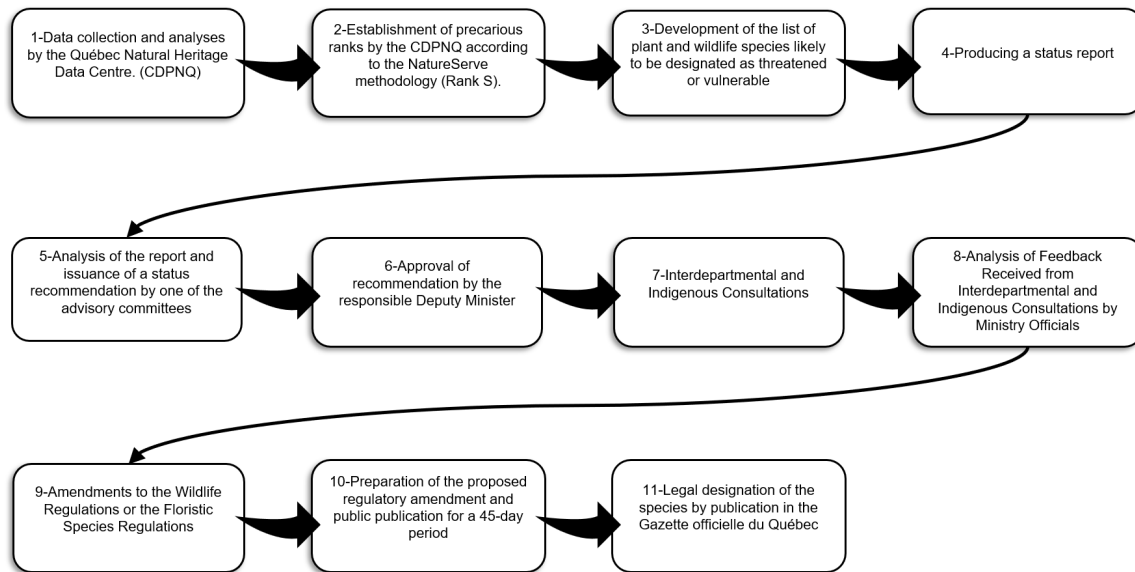 1-Data collection and analyses
by the Québec Natural Heritage
Data Centre. (CDPNQ)
2-Establishment of precarious
ranks by the CDPNQ according
to the NatureServe
methodology (Rank S).
3-Development of the list of
plant and wildlife species likely
to be designated as threatened
or vulnerable
4-Producing a status report
5-Analysis of the report and
issuance of a status
recommendation by one of the
advisory committees
6-Approval of
recommendation by the
responsible Deputy Minister
7-Interdepartmental and
Indigenous Consultations
8-Analysis of Feedback
Received from
Interdepartmental and
Indigenous Consultations by
Ministry Officials
9-Amendments to the Wildlife
Regulations or the Floristic
Species Regulations
10-Preparation of the proposed
regulatory amendment and
public publication for a 45-day
period
11-Legal designation of the
species by publication in the
Gazette officielle du Québec